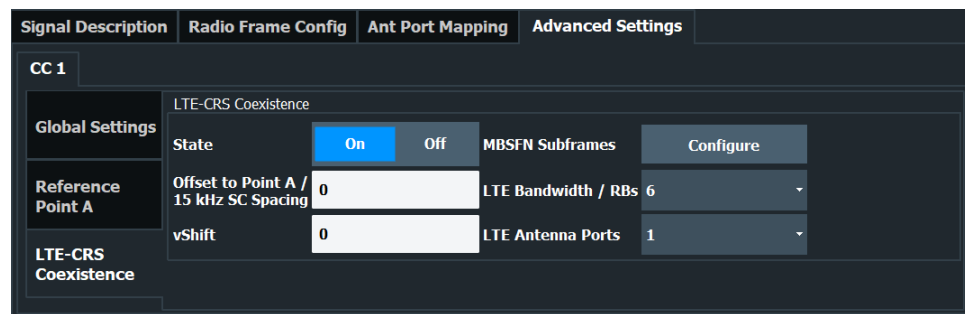 Signal Description Radio Frame Config Ant Port Mapping Advanced Settings
CC 1
LTE-CRS Coexistence
Global Settings
State On Off MBSFN Subframes Configure
Reference
Point A
Offset to Point A /
15 kHz SC Spacing 0 LTE Bandwidth / RBs 6
vShift 0 LTE Antenna Ports 1
LTE-CRS
Coexistence